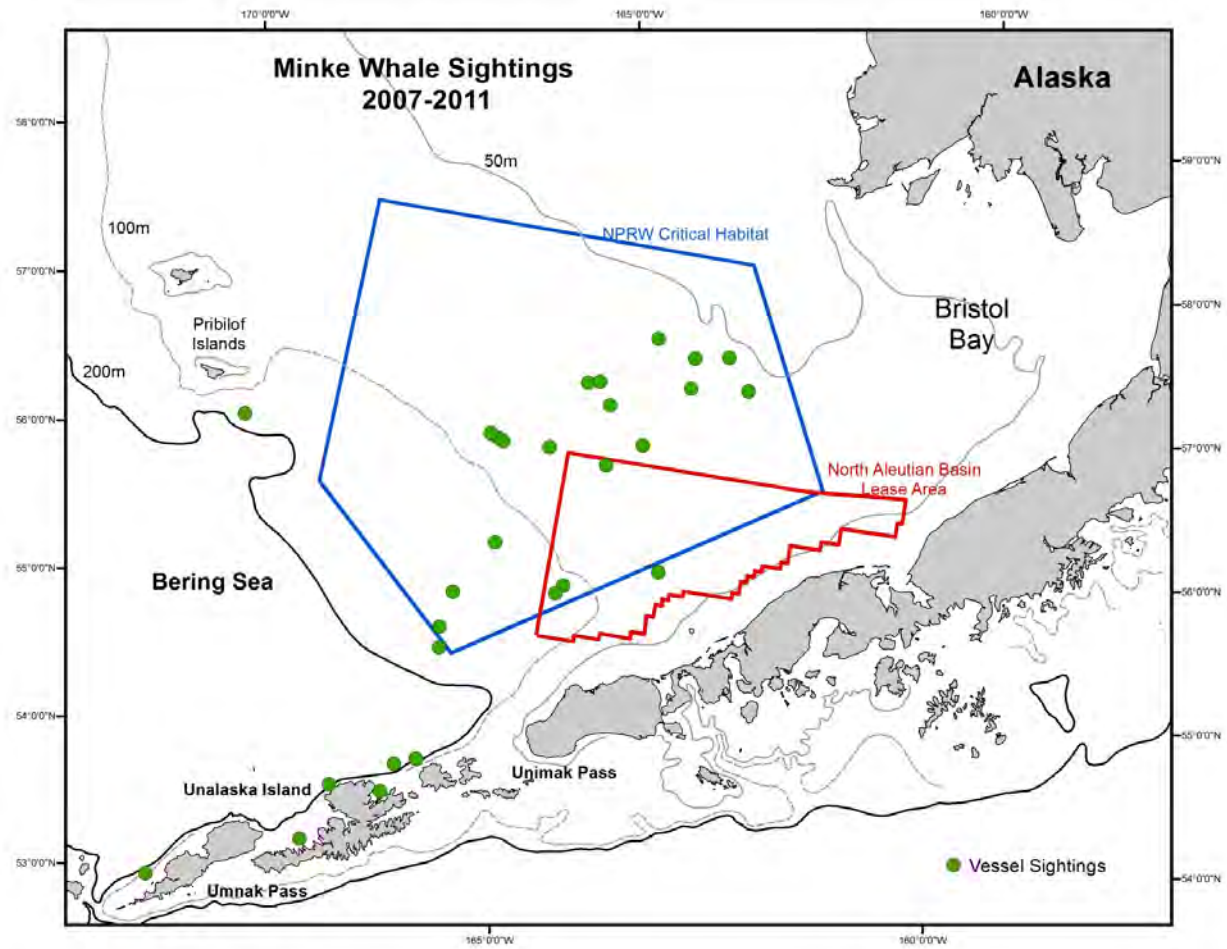 170°0'0"W
165°0'0"W
160°0'0"W
Minke Whale Sightings
2007-2011
Alaska
58°0'0"N
50m
59°0'0"N
100m
NPRW Critical Habitat
57°0'0"N
58°0'0"N
Bristol
Bay
Pribilof
Islands
200m
56°0'0"N
57°0'0"N
North Aleutian Basin
Lease Area
55°0'0"N
Bering Sea
56°0'0"N
54°0'0"N
55°0'0"N
Unimak Pass
Unalaska Island
53°0'0"N
Vessel Sightings
54°0'0"N
Umnak Pass
165°0'0"W
160°0'0"W